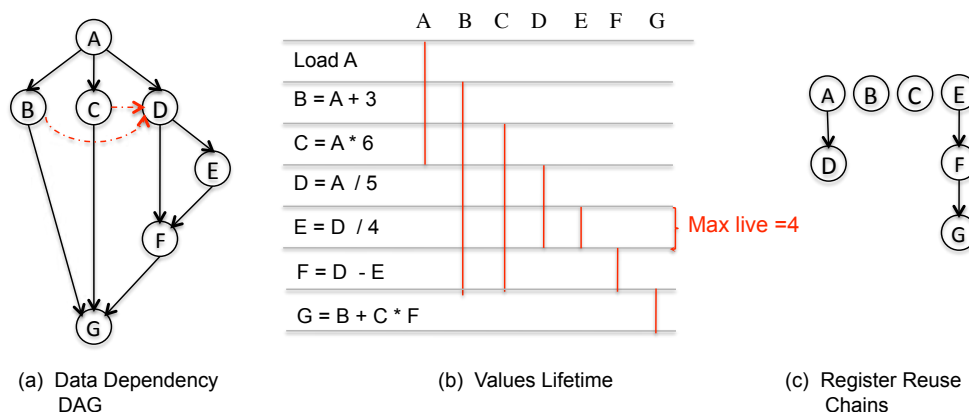 A
B
C
D
E
F
G
(a) Data Dependency
DAG
A B C D E F G
Load A
B = A + 3
C = A * 6
D = A / 5
E = D / 4
F = D - E
G = B + C * F
Max live =4
(b) Values Lifetime
A B C E
D F
G
(c) Register Reuse
Chains